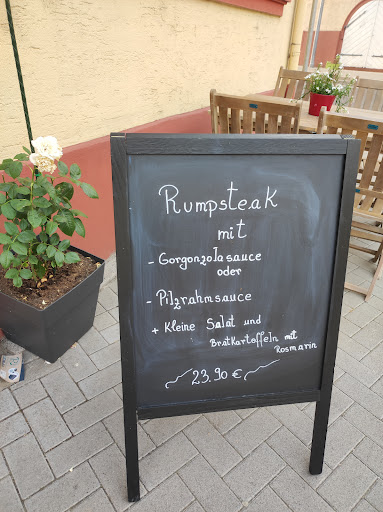 Rumpsteak
mit
- Gorgonzolasauce
oder
- Pilzrahmsauce
+ Kleine Salat und
Bratkartoffeln mit
Rosmarin
23.90 €